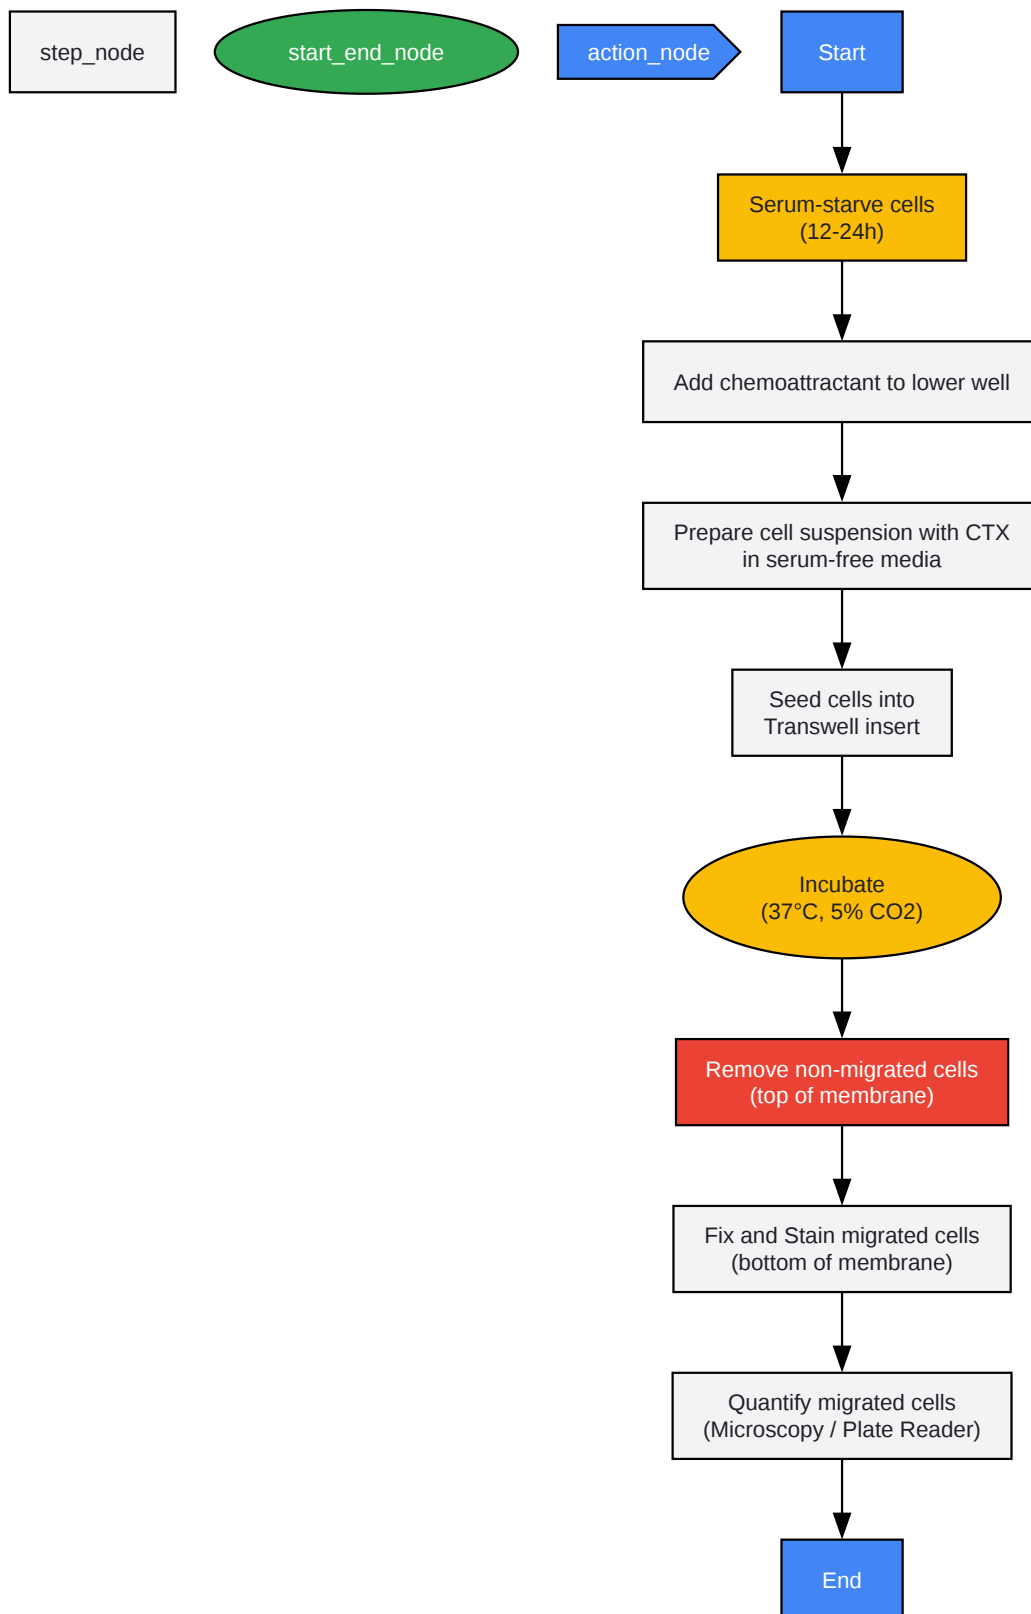 step_node
start_end_node
action_node
Start
Serum-starve cells
(12-24h)
Add chemoattractant to lower well
Prepare cell suspension with CTX
in serum-free media
Seed cells into
Transwell insert
Incubate
(37°C, 5% CO2)
Remove non-migrated cells
(top of membrane)
Fix and Stain migrated cells
(bottom of membrane)
Quantify migrated cells
(Microscopy / Plate Reader)
End